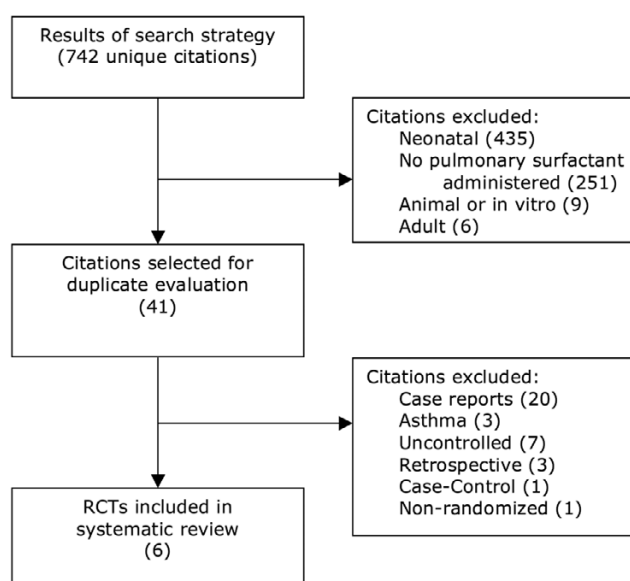 Results of search strategy
(742 unique citations)
Citations excluded:
Neonatal (435)
No pulmonary surfactant
administered (251)
Animal or in vitro (9)
Adult (6)
Citations selected for
duplicate evaluation
(41)
Citations excluded:
Case reports (20)
Asthma (3)
Uncontrolled (7)
Retrospective (3)
Case-Control (1)
Non-randomized (1)
RCTs included in
systematic review
(6)